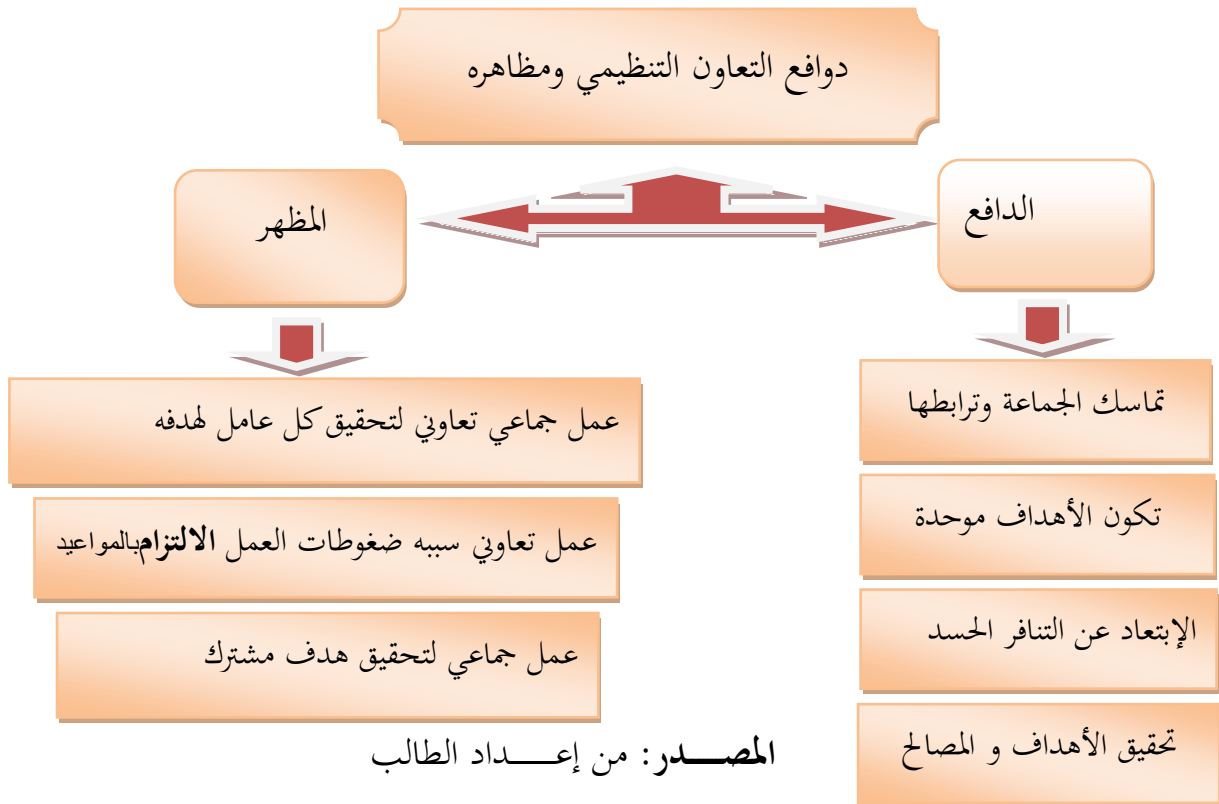 دوافع التعاون التنظيمي ومظاهره
الدافع
تماسك الجماعة وترابطها
تكون الأهداف موحدة
الإبتعاد عن التنافر الحسد
تحقيق الأهداف و المصالح
المظهر
عمل جماعي تعاوني لتحقيق كل عامل لهدفه
عمل تعاوني سببه ضغوطات العمل الالتزام بالمواعيد
عمل جماعي لتحقيق هدف مشترك
المصــــدر: من إعــــداد الطالب